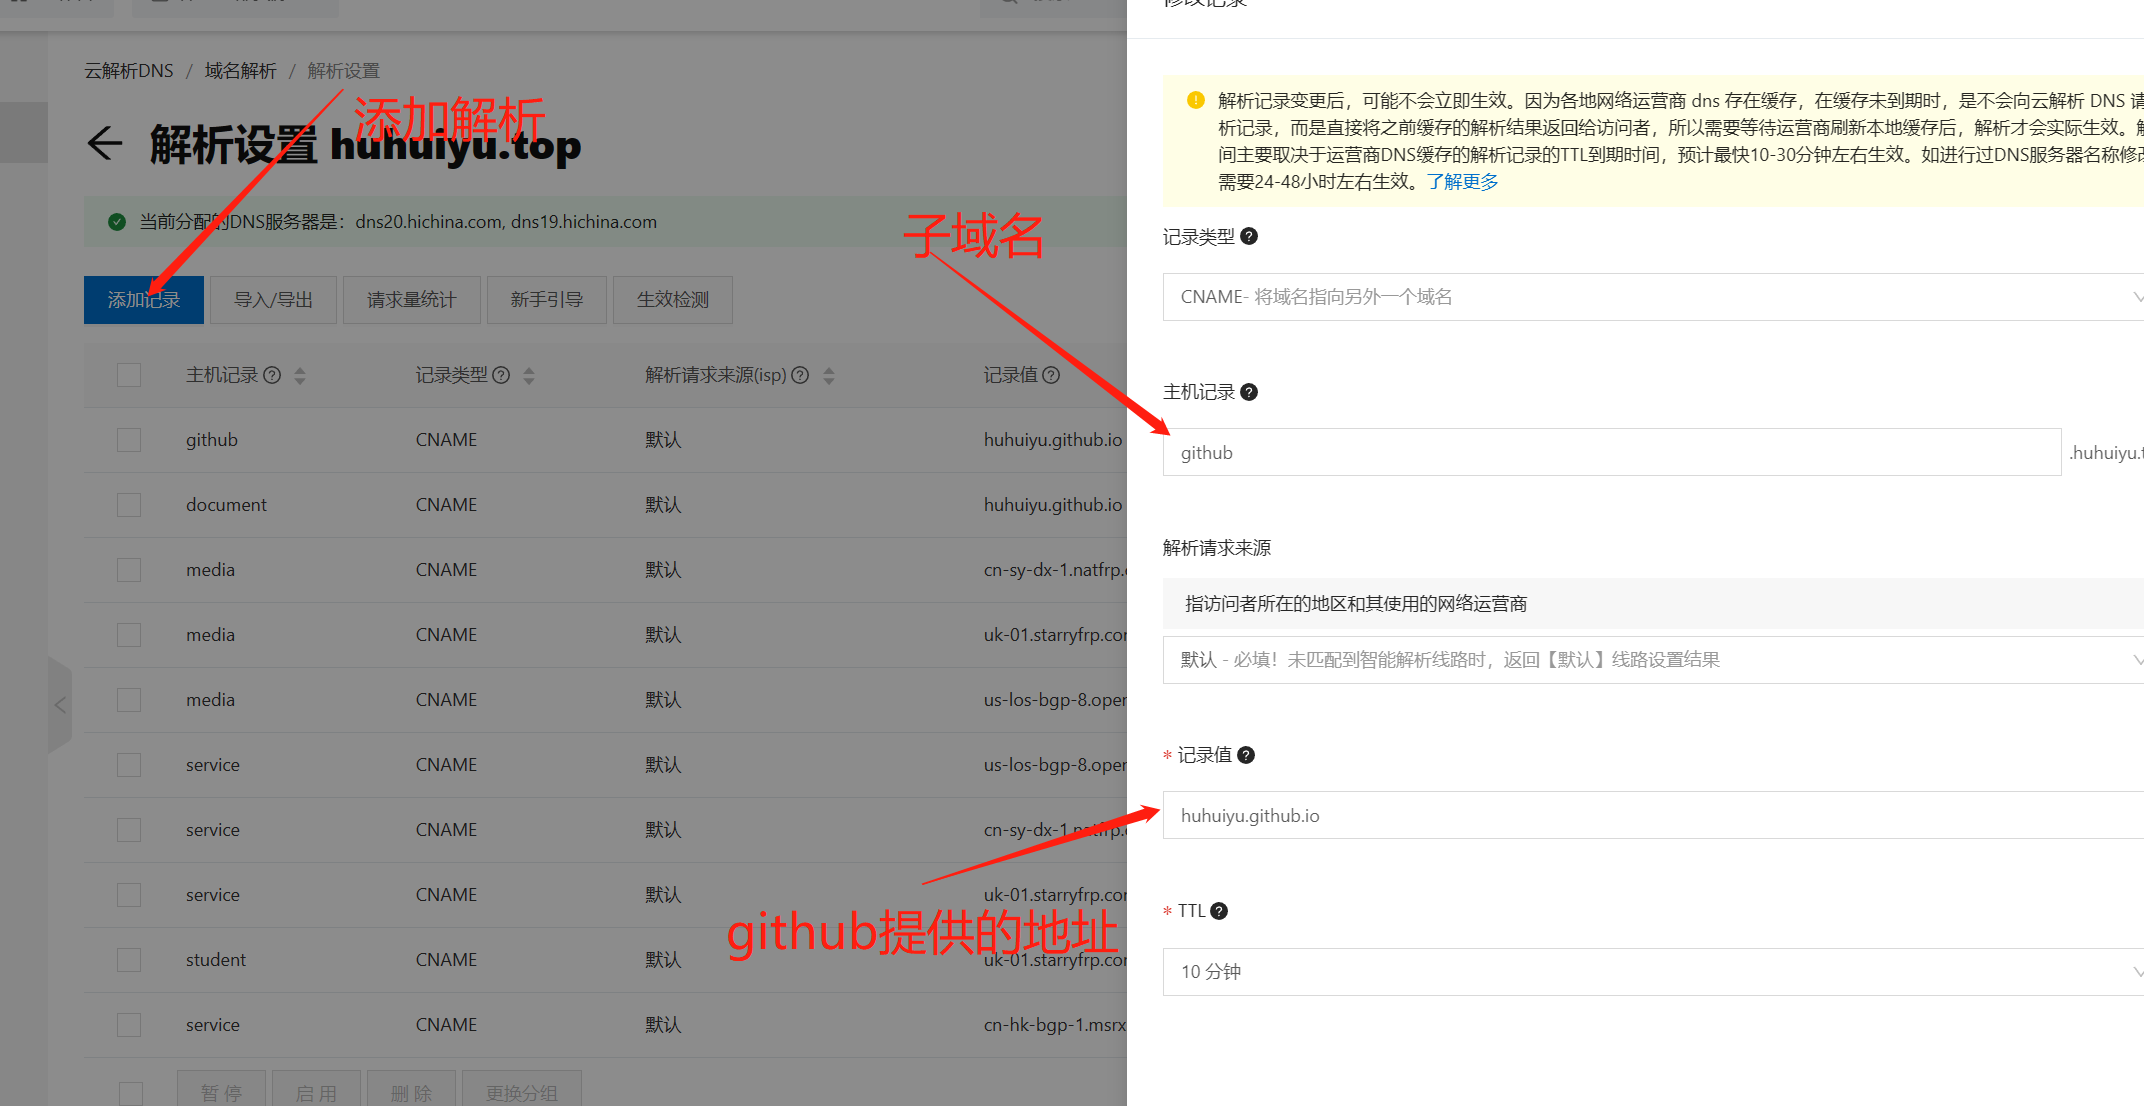 云解析DNS / 域名解析 / 解析设置
添加解析
解析设置 huhuiyu.top
当前分配的DNS服务器是：dns20.hichina.com, dns19.hichina.com
添加记录 导入/导出 请求量统计 新手引导 生效检测
主机记录 记录类型 解析请求来源(isp) 记录值
github CNAME 默认 huhuiyu.github.io
document CNAME 默认 huhuiyu.github.io
media CNAME 默认 cn-sy-dx-1.natfrp.
media CNAME 默认 uk-01.starryfrp.co
media CNAME 默认 us-los-bgp-8.ope
service CNAME 默认 us-los-bgp-8.ope
service CNAME 默认 cn-sy-dx-1.natfrp.
service CNAME 默认 uk-01.starryfrp.co
student CNAME 默认 uk-01.starryfrp.co
service CNAME 默认 cn-hk-bgp-1.msrx
暂停 启用 删除 更换分组
子域名
github提供的地址
修改记录
解析记录变更后，可能不会立即生效。因为各地网络运营商 dns 存在缓存，在缓存未到期时，是不会向云解析 DNS 请
析记录，而是直接将之前缓存的解析结果返回给访问者，所以需要等待运营商刷新本地缓存后，解析才会实际生效。
间主要取决于运营商DNS缓存的解析记录的TTL到期时间，预计最快10-30分钟左右生效。如进行过DNS服务器名称修改
需要24-48小时左右生效。了解更多
记录类型
CNAME- 将域名指向另外一个域名
主机记录
github .huhuiyu.t
解析请求来源
指访问者所在的地区和其使用的网络运营商
默认 - 必填！未匹配到智能解析线路时，返回【默认】线路设置结果
* 记录值
huhuiyu.github.io
* TTL
10 分钟